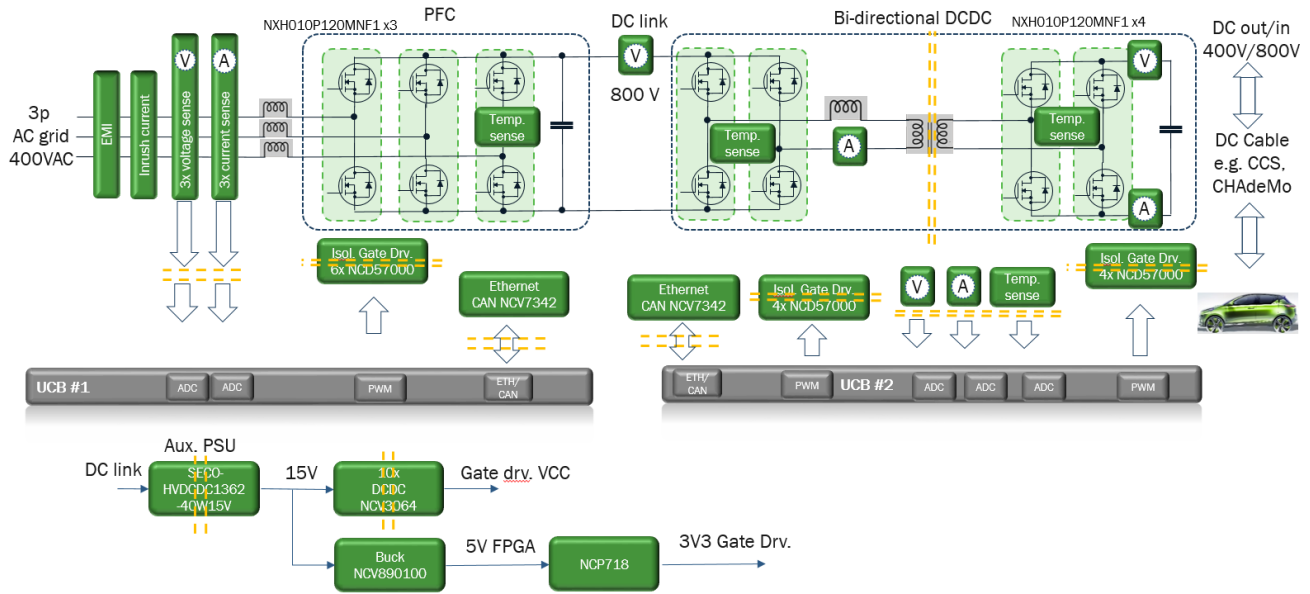 NXH010P120MNF1 x3
PFC
DC link
800 V
Bi-directional DCDC
NXH010P120MNF1 x4
DC out/in
400V/800V
3p
AC grid
400VAC
EMI
Inrush current
V
3x voltage sense
A
3x current sense
Temp.
sense
V
Temp.
sense
A
Temp.
sense
V
A
DC Cable
e.g. CCS,
CHAdeMo
Isol. Gate Drv.
6x NCD57000
Ethernet
CAN NCV7342
Ethernet
CAN NCV7342
Isol. Gate Drv
4x NCD57000
V
A
Temp.
sense
Isol. Gate Drv.
4x NCD57000
UCB #1
ADC
ADC
PWM
ETH/
CAN
ETH/
CAN
PWM
UCB #2
ADC
ADC
ADC
PWM
Aux. PSU
DC link
SECO-
HVDCDC1362
-40W15V
15V
10x
DCDC
NCV3064
Gate drv. VCC
Buck
NCV890100
5V FPGA
NCP718
3V3 Gate Drv.